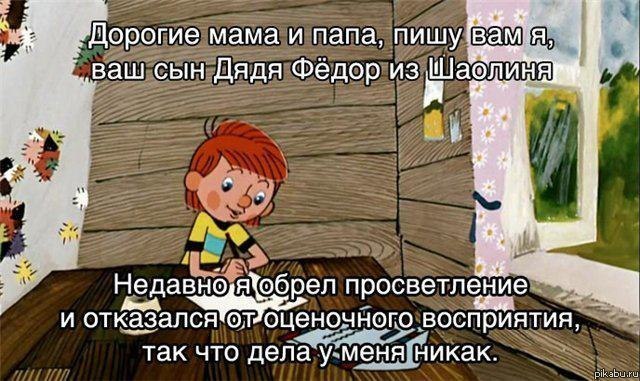 Дорогие мама и папа, пишу вам я,
ваш сын Дядя Фёдор из Шаолиня
Недавно я обрел просветление
и отказался от оценочного восприятия,
так что дела у меня никак.
pikabu.ru